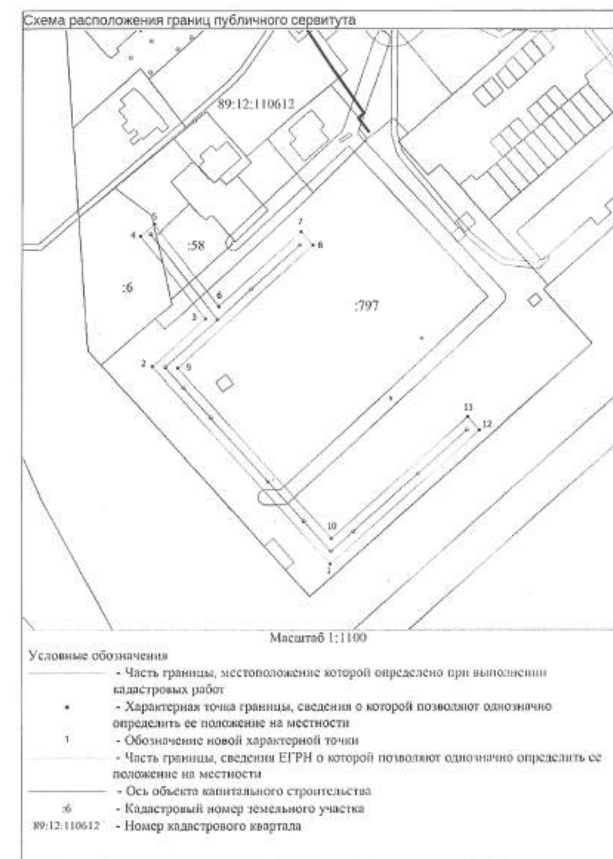 Схема расположения границ публичного сервитута
89:12:110612
5
4
:58
7
8
:6
6
3
:797
2
9
13
12
10
1
Масштаб 1:1100
Условные обозначения
- Часть границы, местоположение которой определено при выполнении
кадастровых работ
- Характерная точка границы, сведения о которой позволяют однозначно
определить ее положение на местности
1 - Обозначение новой характерной точки
- Часть границы, сведения ЕГРН о которой позволяют однозначно определить ее
положение на местности
- Ось объекта капитального строительства
:6 - Кадастровый номер земельного участка
89:12:110612 - Номер кадастрового квартала